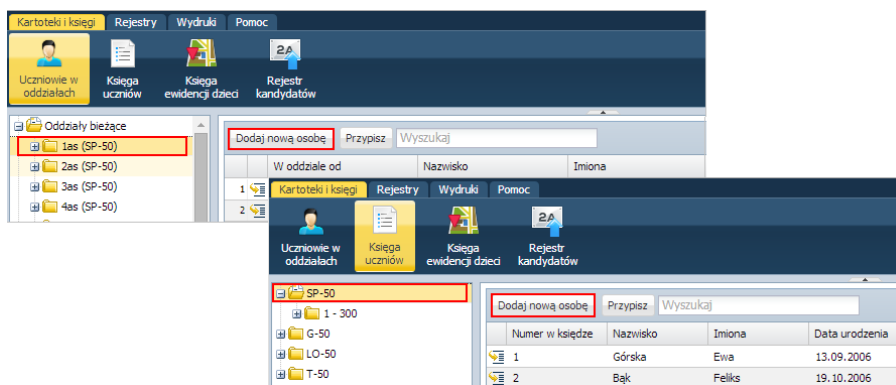 Kartoteki i księgi Rejestry Wydruki Pomoc
Uczniowie w oddziałach
Księga uczniów
Księga ewidencji dzieci
Rejestr kandydatów
Oddziały bieżące
1as (SP-50)
2as (SP-50)
3as (SP-50)
4as (SP-50)
Dodaj nową osobę Przypisz Wyszukaj
W oddziale od Nazwisko Imiona
1
2
Kartoteki i księgi Rejestry Wydruki Pomoc
Uczniowie w oddziałach
Księga uczniów
Księga ewidencji dzieci
Rejestr kandydatów
SP-50
1 - 300
G-50
LO-50
T-50
Dodaj nową osobę Przypisz Wyszukaj
Numer w księdze Nazwisko Imiona Data urodzenia
1 Górska Ewa 13.09.2006
2 Bąk Feliks 19.10.2006